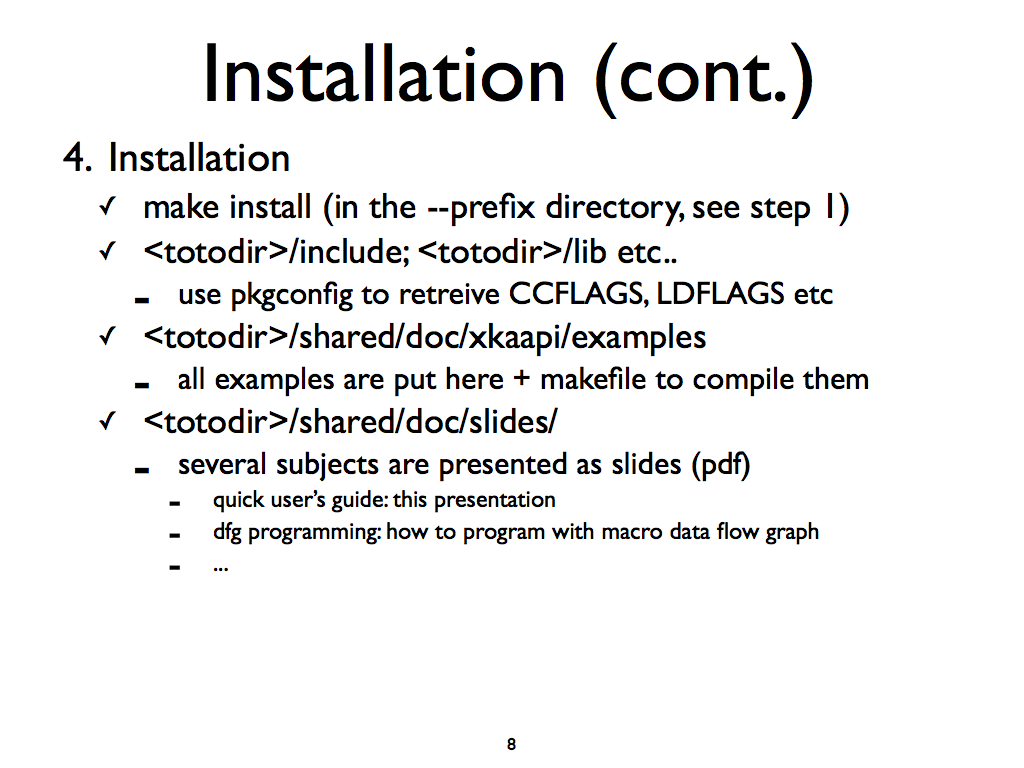 Installation (cont.)
4. Installation
✓ make install (in the --prefix directory, see step 1)
✓ <totodir>/include; <totodir>/lib etc..
- use pkgconfig to retreive CCFLAGS, LDFLAGS etc
✓ <totodir>/shared/doc/xkaapi/examples
- all examples are put here + makefile to compile them
✓ <totodir>/shared/doc/slides/
- several subjects are presented as slides (pdf)
- quick user’s guide: this presentation
- dfg programming: how to program with macro data flow graph
- ...
8